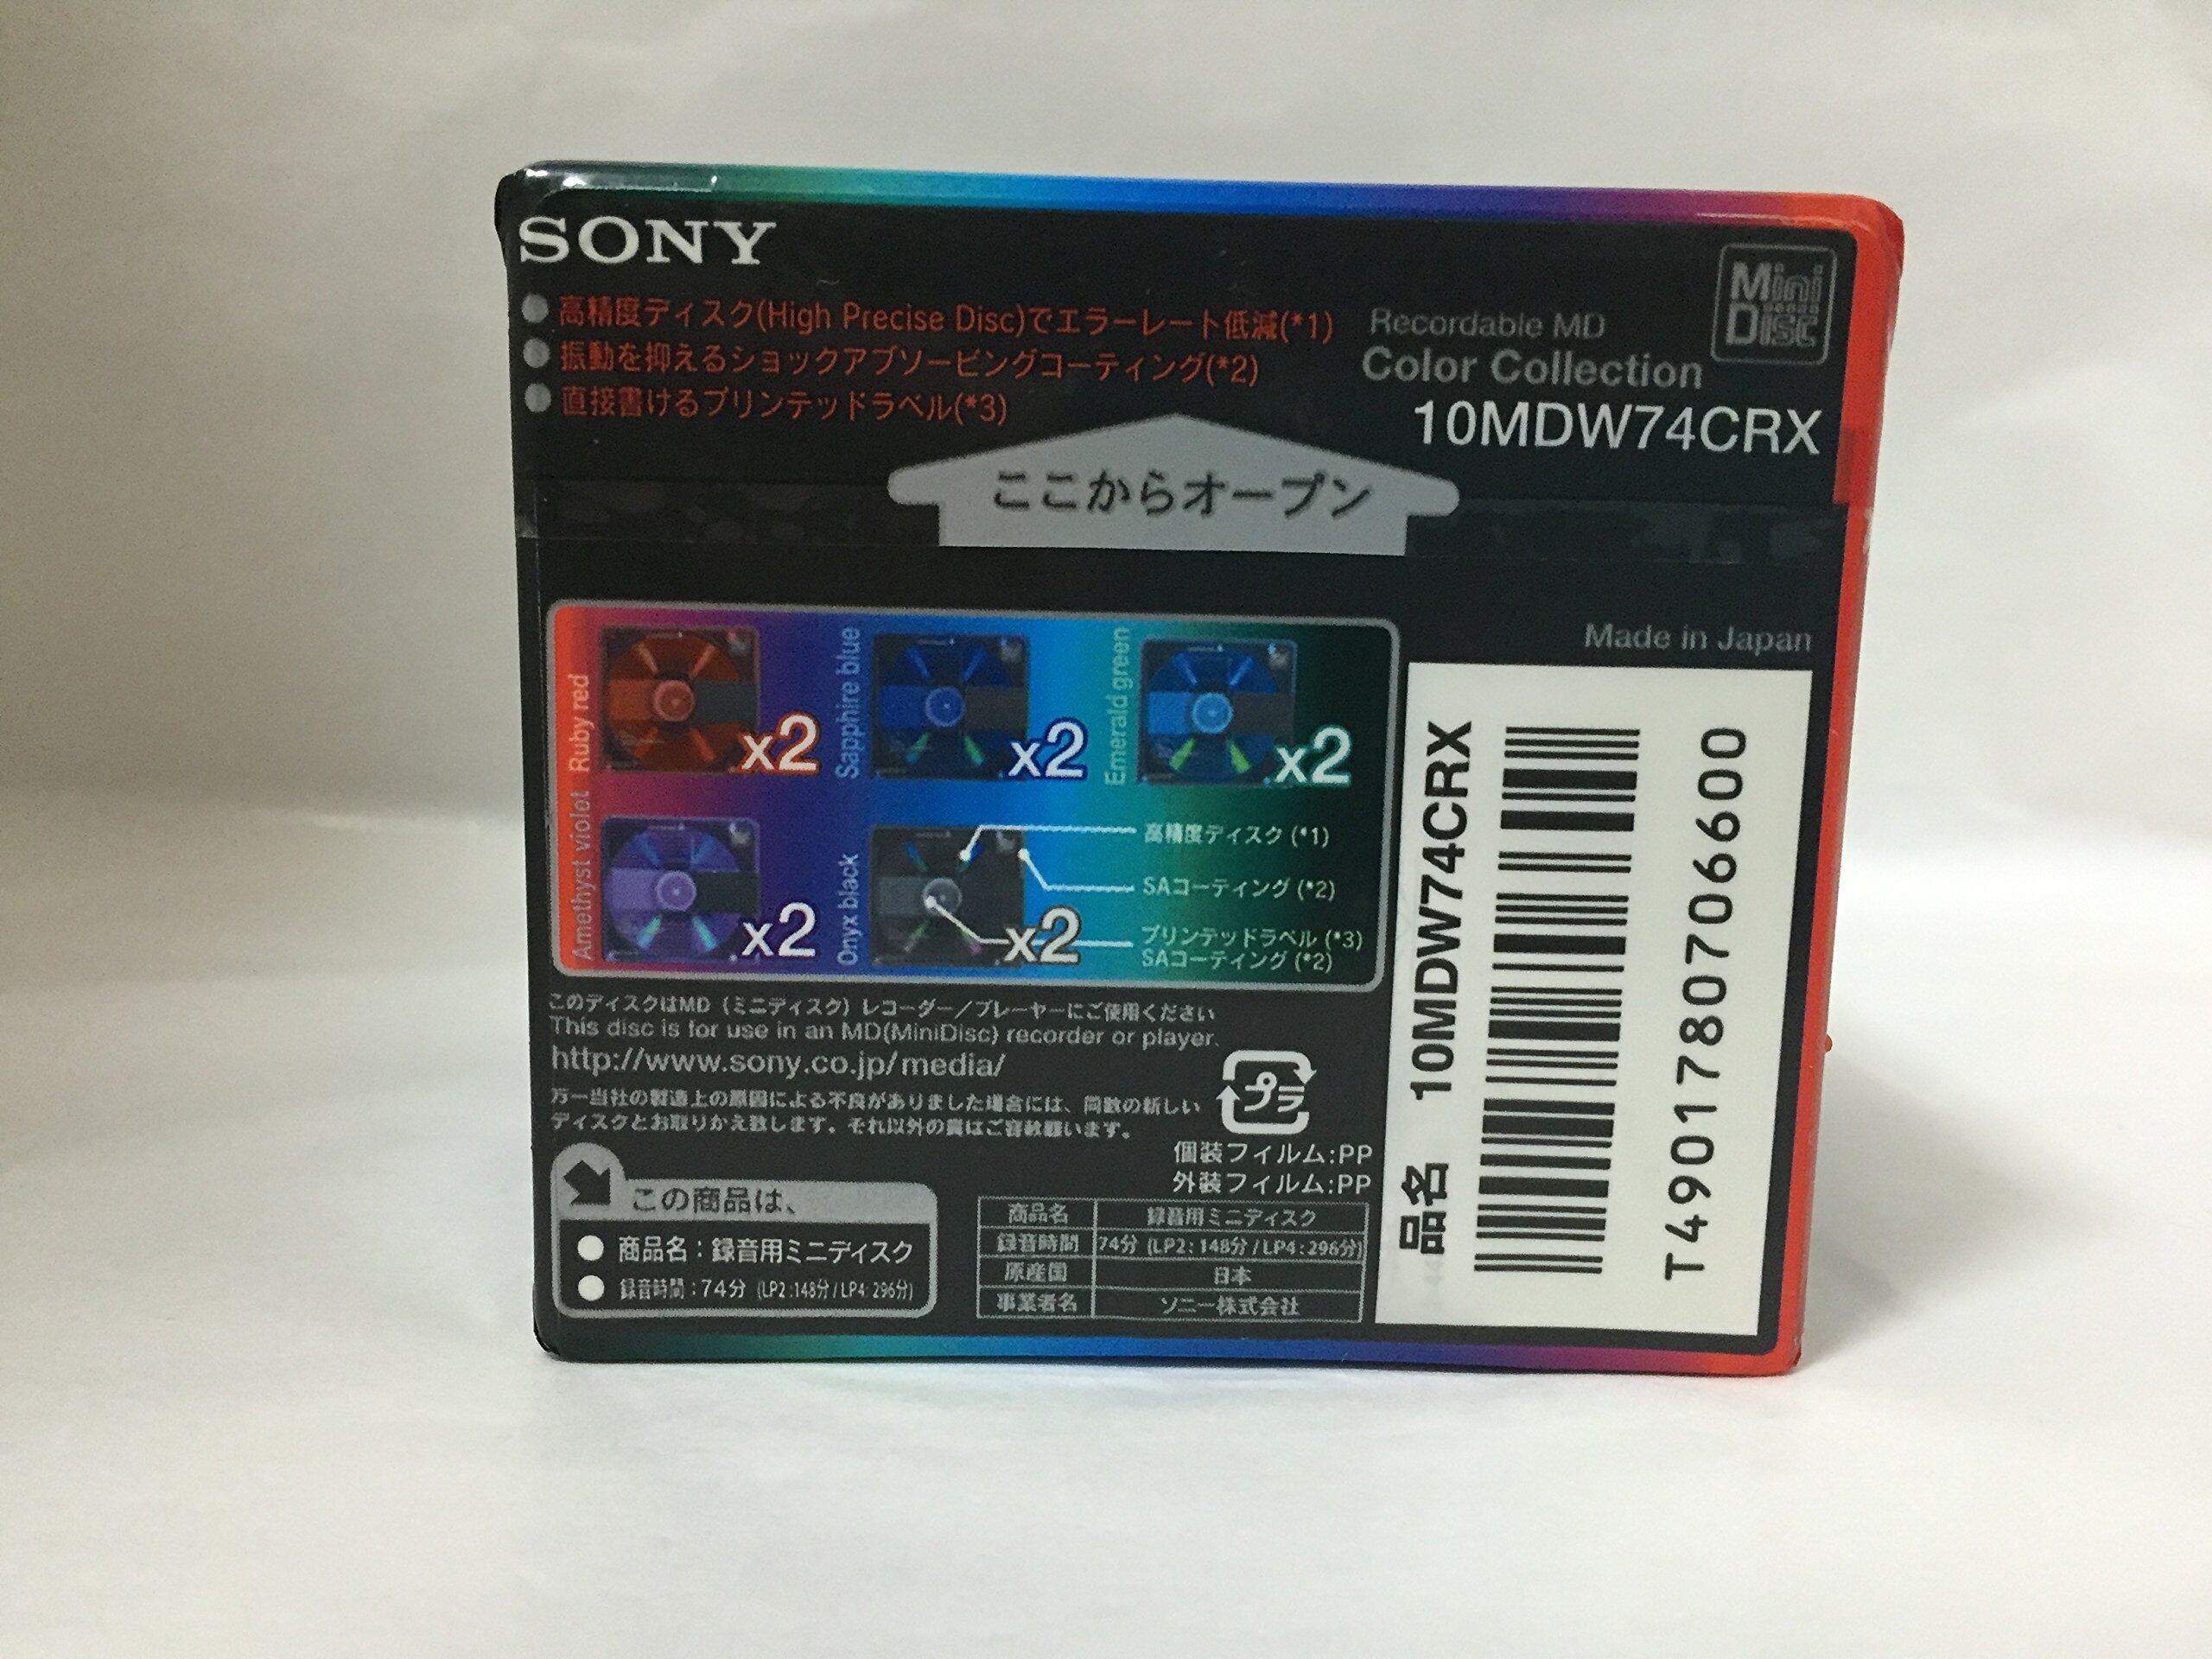 SONY
●高精度ディスク(High Precise Disc)でエラーレート低減(*1)
●振動を抑えるショックアブソービングコーティング(*2)
●直接書けるプリンテッドラベル(*3)
Mini
Disc
Recordable MD
Color Collection
10MDW74CRX
ここからオープン
Made in Japan
Ruby red
x2
Sapphire blue
x2
Emerald green
x2
Amethyst violet
x2
Onyx black
x2
高精度ディスク (*1)
SAコーティング (*2)
プリンテッドラベル (*3)
SAコーティング (*2)
このディスクはMD（ミニディスク）レコーダー／プレーヤーにご使用ください
This disc is for use in an MD(MiniDisc) recorder or player.
http://www.sony.co.jp/media/
万一当社の製造上の原因による不良がありました場合には、同数の新しい
ディスクとお取りかえ致します。それ以外の責はご容赦願います。
プラ
個装フィルム:PP
外装フィルム:PP
この商品は、
●商品名：録音用ミニディスク
●録音時間：74分 (LP2:148分/LP4:296分)
商品名 録音用ミニディスク
録音時間 74分 (LP2:148分/LP4:296分)
原産国 日本
事業者名 ソニー株式会社
品名 10MDW74CRX
T4901780706600